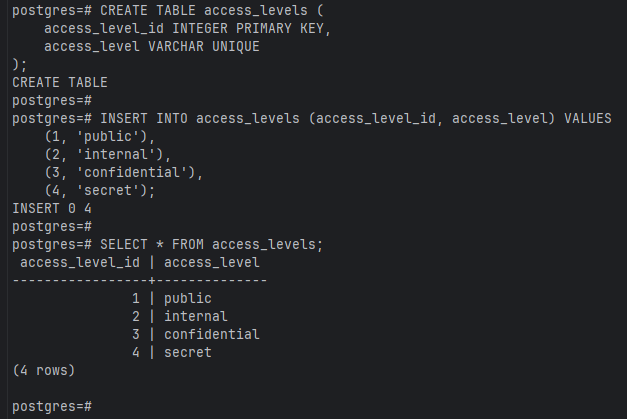 postgres=# CREATE TABLE access_levels (
    access_level_id INTEGER PRIMARY KEY,
    access_level VARCHAR UNIQUE
);
CREATE TABLE
postgres=#
postgres=# INSERT INTO access_levels (access_level_id, access_level) VALUES
    (1, 'public'),
    (2, 'internal'),
    (3, 'confidential'),
    (4, 'secret');
INSERT 0 4
postgres=#
postgres=# SELECT * FROM access_levels;
 access_level_id | access_level
-----------------+--------------
               1 | public
               2 | internal
               3 | confidential
               4 | secret
(4 rows)

postgres=#